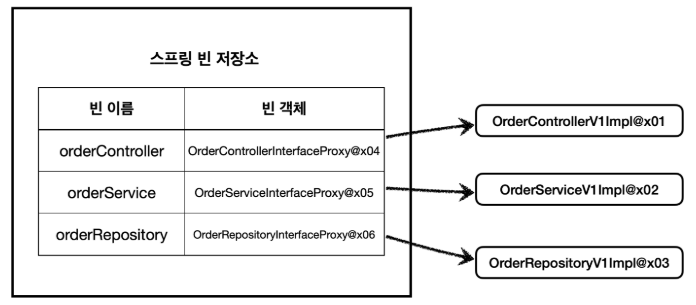 스프링 빈 저장소
빈 이름 빈 객체
orderController OrderControllerInterfaceProxy@x04
orderService OrderServiceInterfaceProxy@x05
orderRepository OrderRepositoryInterfaceProxy@x06
OrderControllerV1Impl@x01
OrderServiceV1Impl@x02
OrderRepositoryV1Impl@x03